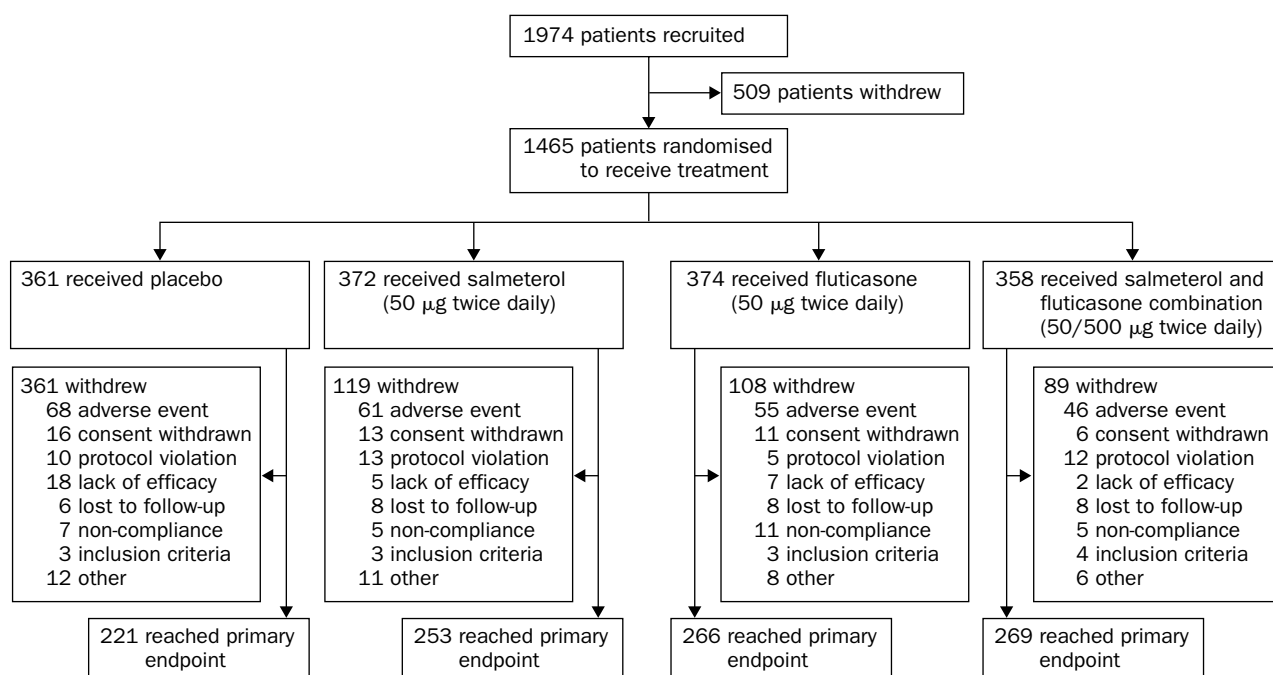 1974 patients recruited
509 patients withdrew
1465 patients randomised
to receive treatment
361 received placebo
372 received salmeterol
(50 μg twice daily)
374 received fluticasone
(50 μg twice daily)
358 received salmeterol and
fluticasone combination
(50/500 μg twice daily)
361 withdrew
68 adverse event
16 consent withdrawn
10 protocol violation
18 lack of efficacy
6 lost to follow-up
7 non-compliance
3 inclusion criteria
12 other
119 withdrew
61 adverse event
13 consent withdrawn
13 protocol violation
5 lack of efficacy
8 lost to follow-up
5 non-compliance
3 inclusion criteria
11 other
108 withdrew
55 adverse event
11 consent withdrawn
5 protocol violation
7 lack of efficacy
8 lost to follow-up
11 non-compliance
3 inclusion criteria
8 other
89 withdrew
46 adverse event
6 consent withdrawn
12 protocol violation
2 lack of efficacy
8 lost to follow-up
5 non-compliance
4 inclusion criteria
6 other
221 reached primary
endpoint
253 reached primary
endpoint
266 reached primary
endpoint
269 reached primary
endpoint